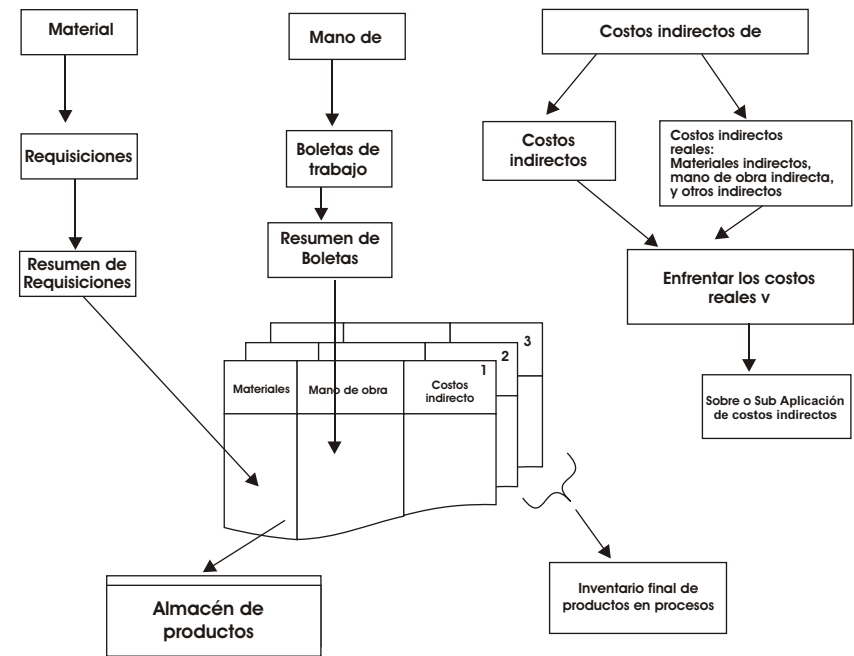 Material
Mano de
Costos indirectos de
Requisiciones
Boletas de
trabajo
Costos
indirectos
Costos indirectos
reales:
Materiales indirectos,
mano de obra indirecta,
y otros indirectos
Resumen de
Requisiciones
Resumen de
Boletas
Enfrentar los costos
reales v
3
2
1
Materiales
Mano de obra
Costos
indirecto
Sobre o Sub Aplicación
de costos indirectos
Almacén de
productos
Inventario final de
productos en procesos